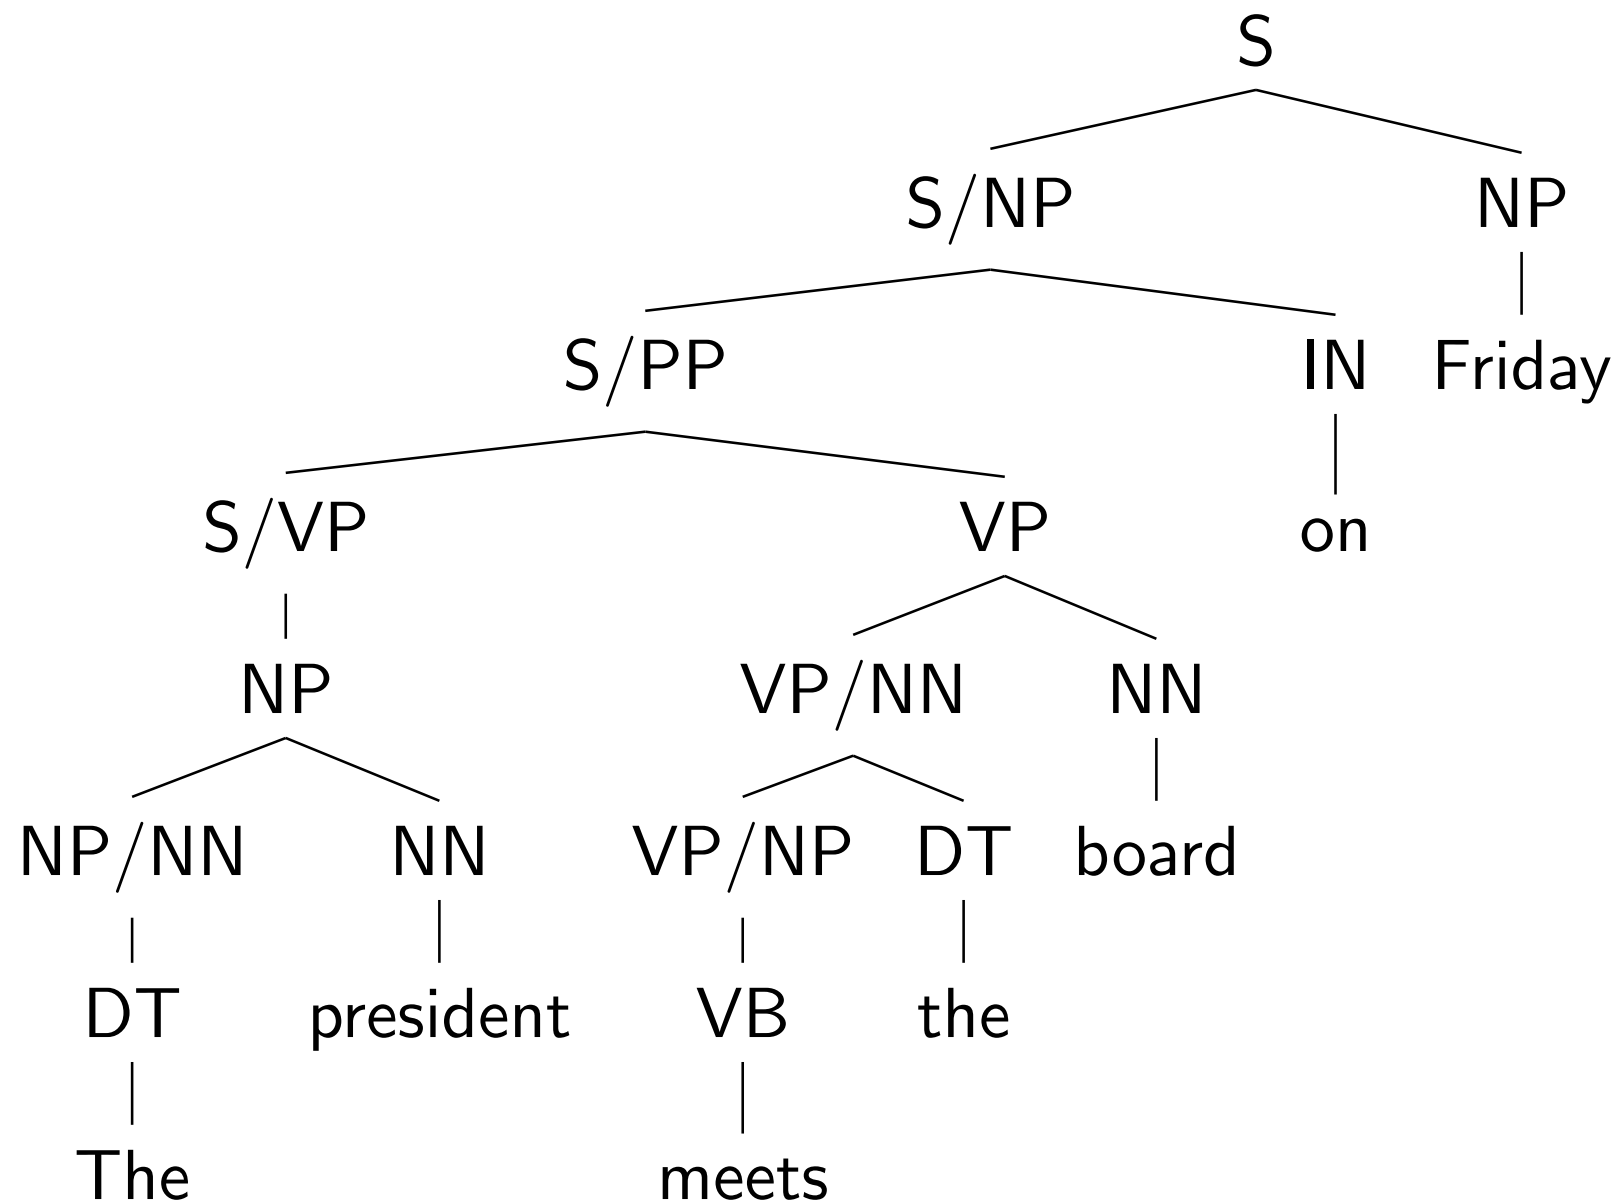 S
S/NP NP
S/PP IN Friday
S/VP VP on
NP VP/NN NN
NP/NN NN VP/NP DT board
DT president VB the
The meets